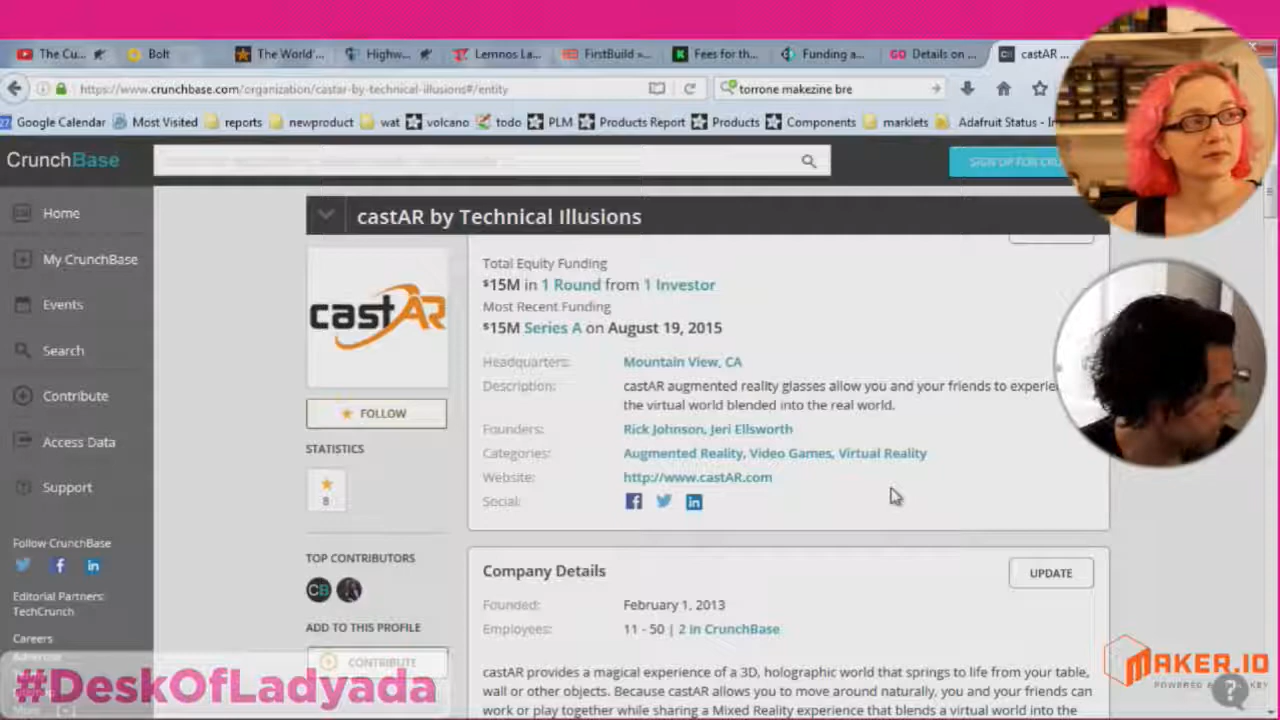 The Cu...
Bolt
The World'...
Highw...
Lemnos La...
FirstBuild »...
Fees for th...
Funding a...
Details on ...
castAR ...
https://www.crunchbase.com/organization/castar-by-technical-illusions#/entity
torrone makezine bre
Google Calendar
Most Visited
reports
newproduct
wat
volcano
todo
PLM
Products Report
Products
Components
marklets
Adafruit Status - In
CrunchBase
SIGN UP FOR CRU
Home
My CrunchBase
Events
Search
Contribute
Access Data
Support
Follow CrunchBase
Editorial Partners:
TechCrunch
Careers
castAR by Technical Illusions
castAR
FOLLOW
STATISTICS
8
TOP CONTRIBUTORS
CB
ADD TO THIS PROFILE
CONTRIBUTE
Total Equity Funding
$15M in 1 Round from 1 Investor
Most Recent Funding
$15M Series A on August 19, 2015
Headquarters: Mountain View, CA
Description: castAR augmented reality glasses allow you and your friends to experie
the virtual world blended into the real world.
Founders: Rick Johnson, Jeri Ellsworth
Categories: Augmented Reality, Video Games, Virtual Reality
Website: http://www.castAR.com
Social:
Company Details
UPDATE
Founded: February 1, 2013
Employees: 11 - 50 | 2 in CrunchBase
castAR provides a magical experience of a 3D, holographic world that springs to life from your table,
wall or other objects. Because castAR allows you to move around naturally, you and your friends can
work or play together while sharing a Mixed Reality experience that blends a virtual world into the
#DeskOfLadyada
MAKER.IO